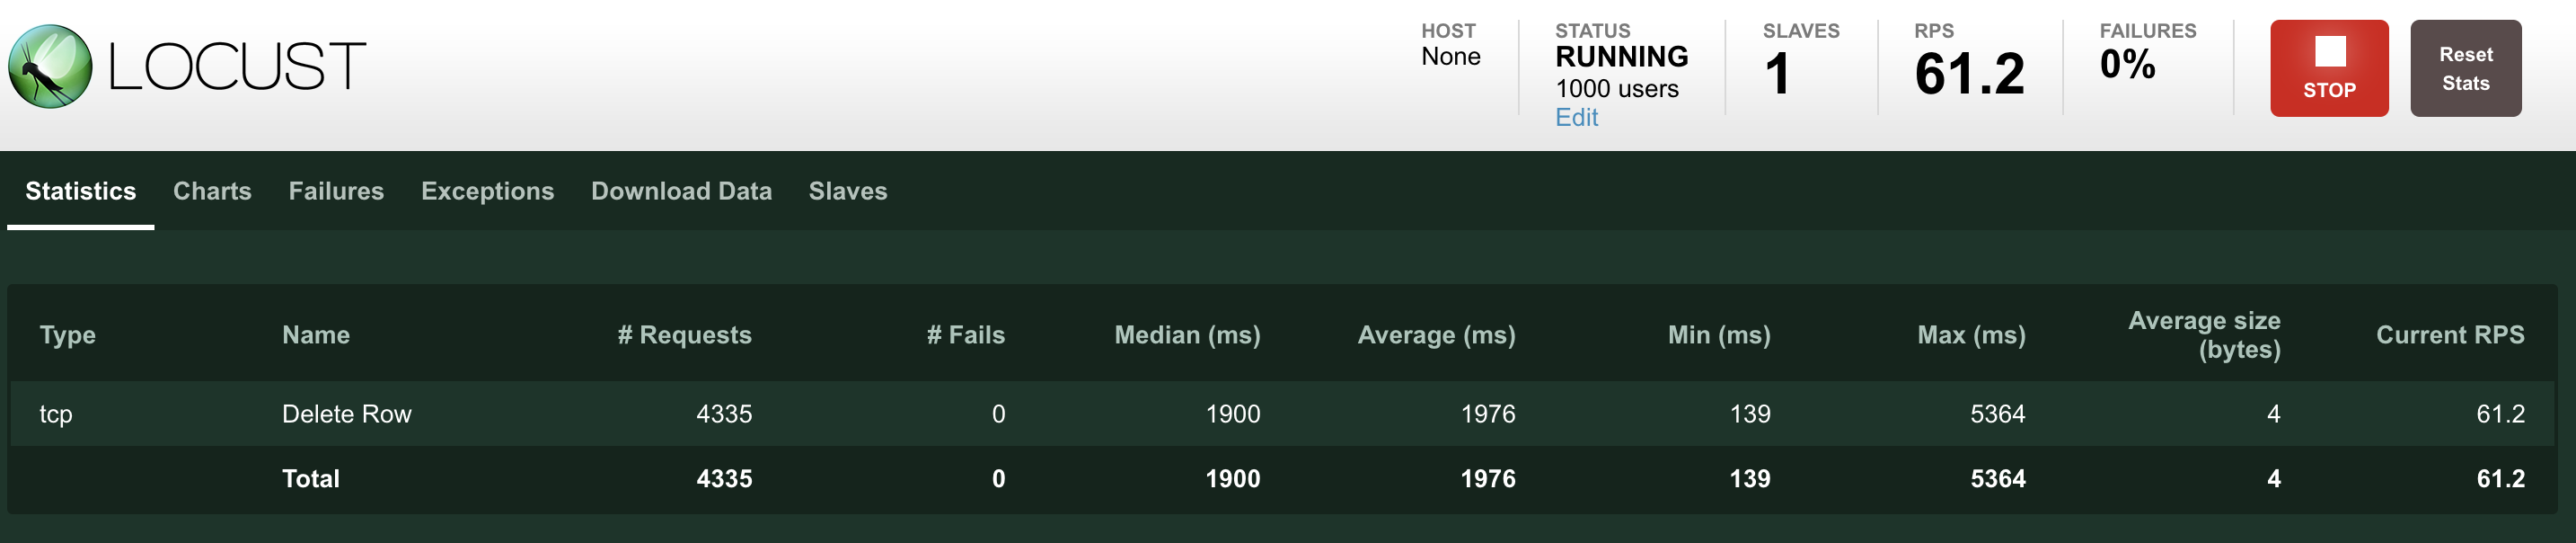 LOCUST
HOST
None
STATUS
RUNNING
1000 users
Edit
SLAVES
1
RPS
61.2
FAILURES
0%
STOP
Reset
Stats
Statistics Charts Failures Exceptions Download Data Slaves
Type Name # Requests # Fails Median (ms) Average (ms) Min (ms) Max (ms) Average size (bytes) Current RPS
tcp Delete Row 4335 0 1900 1976 139 5364 4 61.2
Total 4335 0 1900 1976 139 5364 4 61.2